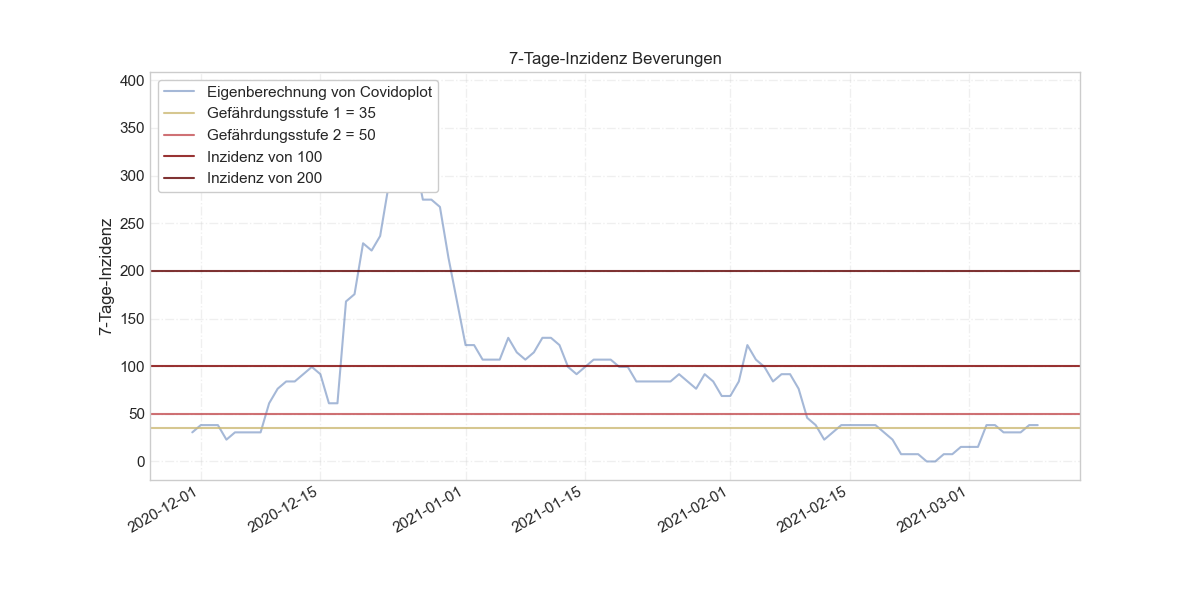 7-Tage-Inzidenz Beverungen
400
350
300
250
200
150
100
50
0
7-Tage-Inzidenz
Eigenberechnung von Covidoplot
Gefährdungsstufe 1 = 35
Gefährdungsstufe 2 = 50
Inzidenz von 100
Inzidenz von 200
2020-12-01
2020-12-15
2021-01-01
2021-01-15
2021-02-01
2021-02-15
2021-03-01